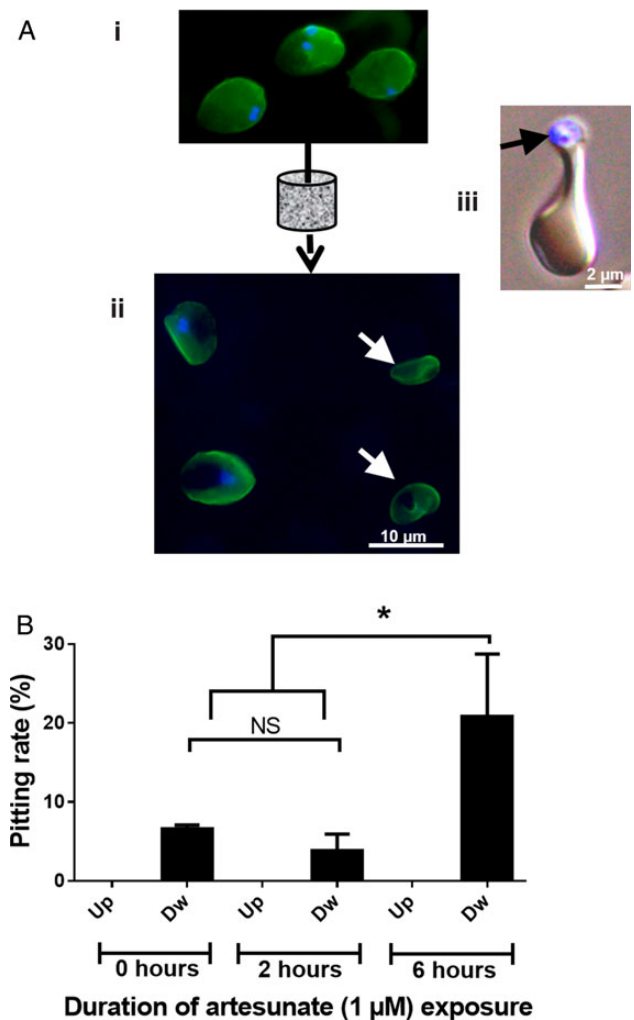 A
i
iii
2 µm
ii
10 µm
B
Pitting rate (%)
30
20
10
0
*
NS
Up Dw Up Dw Up Dw
0 hours 2 hours 6 hours
Duration of artesunate (1 µM) exposure